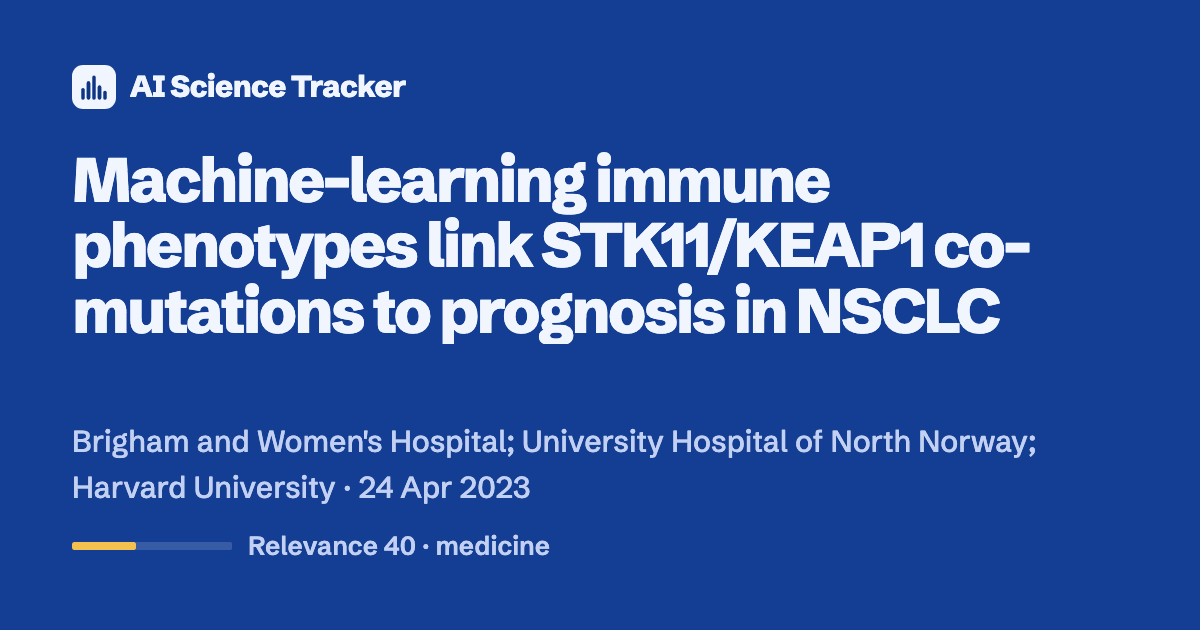 AI Science Tracker
Machine-learning immune
phenotypes link STK11/KEAP1 co-
mutations to prognosis in NSCLC
Brigham and Women's Hospital; University Hospital of North Norway;
Harvard University · 24 Apr 2023
Relevance 40 · medicine